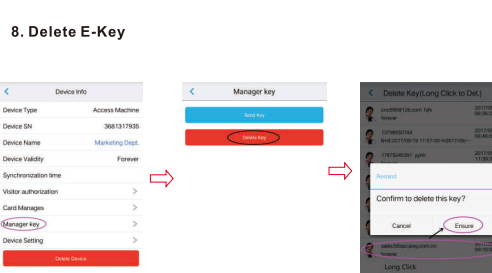 8. Delete E-Key
Device Info
Device Type Access Machine
Device SN 3681317935
Device Name Marketing Dept.
Device Validity Forever
Synchronization time
Visitor authorization
Card Manages
Manager key
Device Setting
Delete Device
Manager key
Send Key
Delete Key
Delete Key(Long Click to Del.)
forever
forever
Remind
Confirm to delete this key?
Cancel Ensure
forever
Long Click